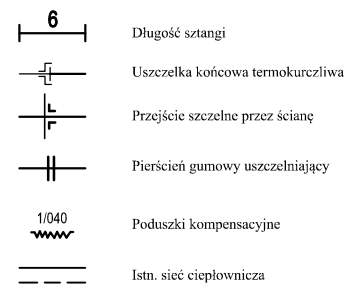 6
Długość sztangi
Uszczelka końcowa termokurczliwa
Przejście szczelne przez ścianę
Pierścień gumowy uszczelniający
1/040
Poduszki kompensacyjne
Istn. sieć ciepłownicza